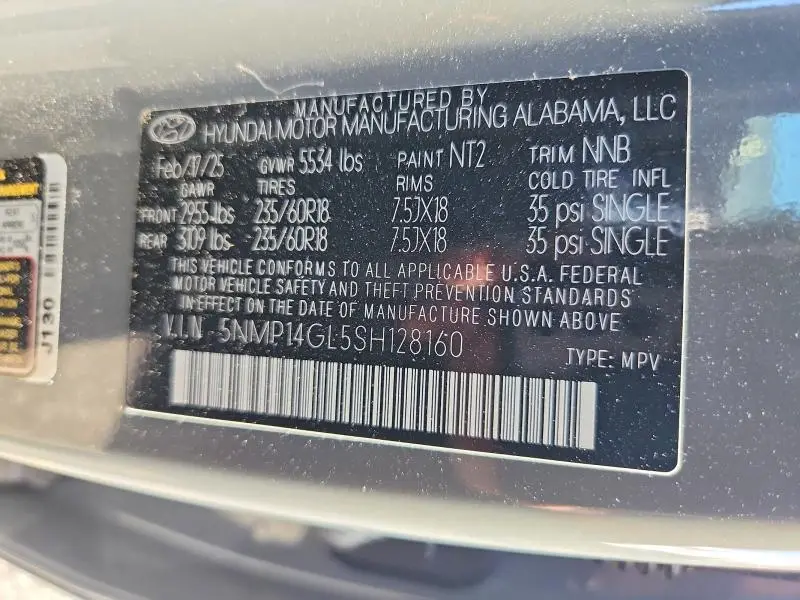 MANUFACTURED BY
HYUNDAI MOTOR MANUFACTURING ALABAMA, LLC
Feb/17/25 GVWR 5534 lbs PAINT NT2 TRIM NNB
GAWR TIRES RIMS COLD TIRE INFL
FRONT 2955 lbs 235/60R18 7.5JX18 35 psi SINGLE
REAR 3109 lbs 235/60R18 7.5JX18 35 psi SINGLE
THIS VEHICLE CONFORMS TO ALL APPLICABLE U.S.A. FEDERAL
MOTOR VEHICLE SAFETY AND THEFT PREVENTION STANDARDS
IN EFFECT ON THE DATE OF MANUFACTURE SHOWN ABOVE
V.I.N 5NMP14GL5SH128160
TYPE: MPV
J130